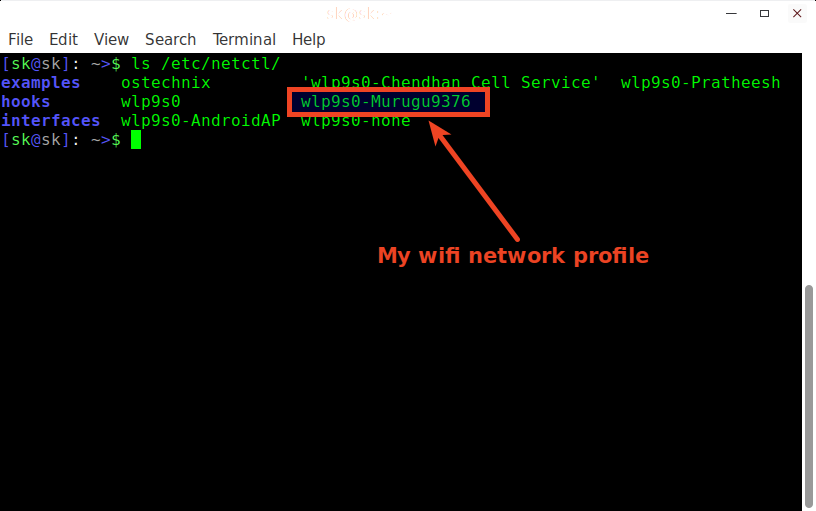 sk@sk:~
File Edit View Search Terminal Help
[sk@sk]: ~>$ ls /etc/netctl/
examples ostechnix 'wlp9s0-Chendhan Cell Service' wlp9s0-Pratheesh
hooks wlp9s0 wlp9s0-Murugu9376
interfaces wlp9s0-AndroidAP wlp9s0-home
[sk@sk]: ~>$
My wifi network profile